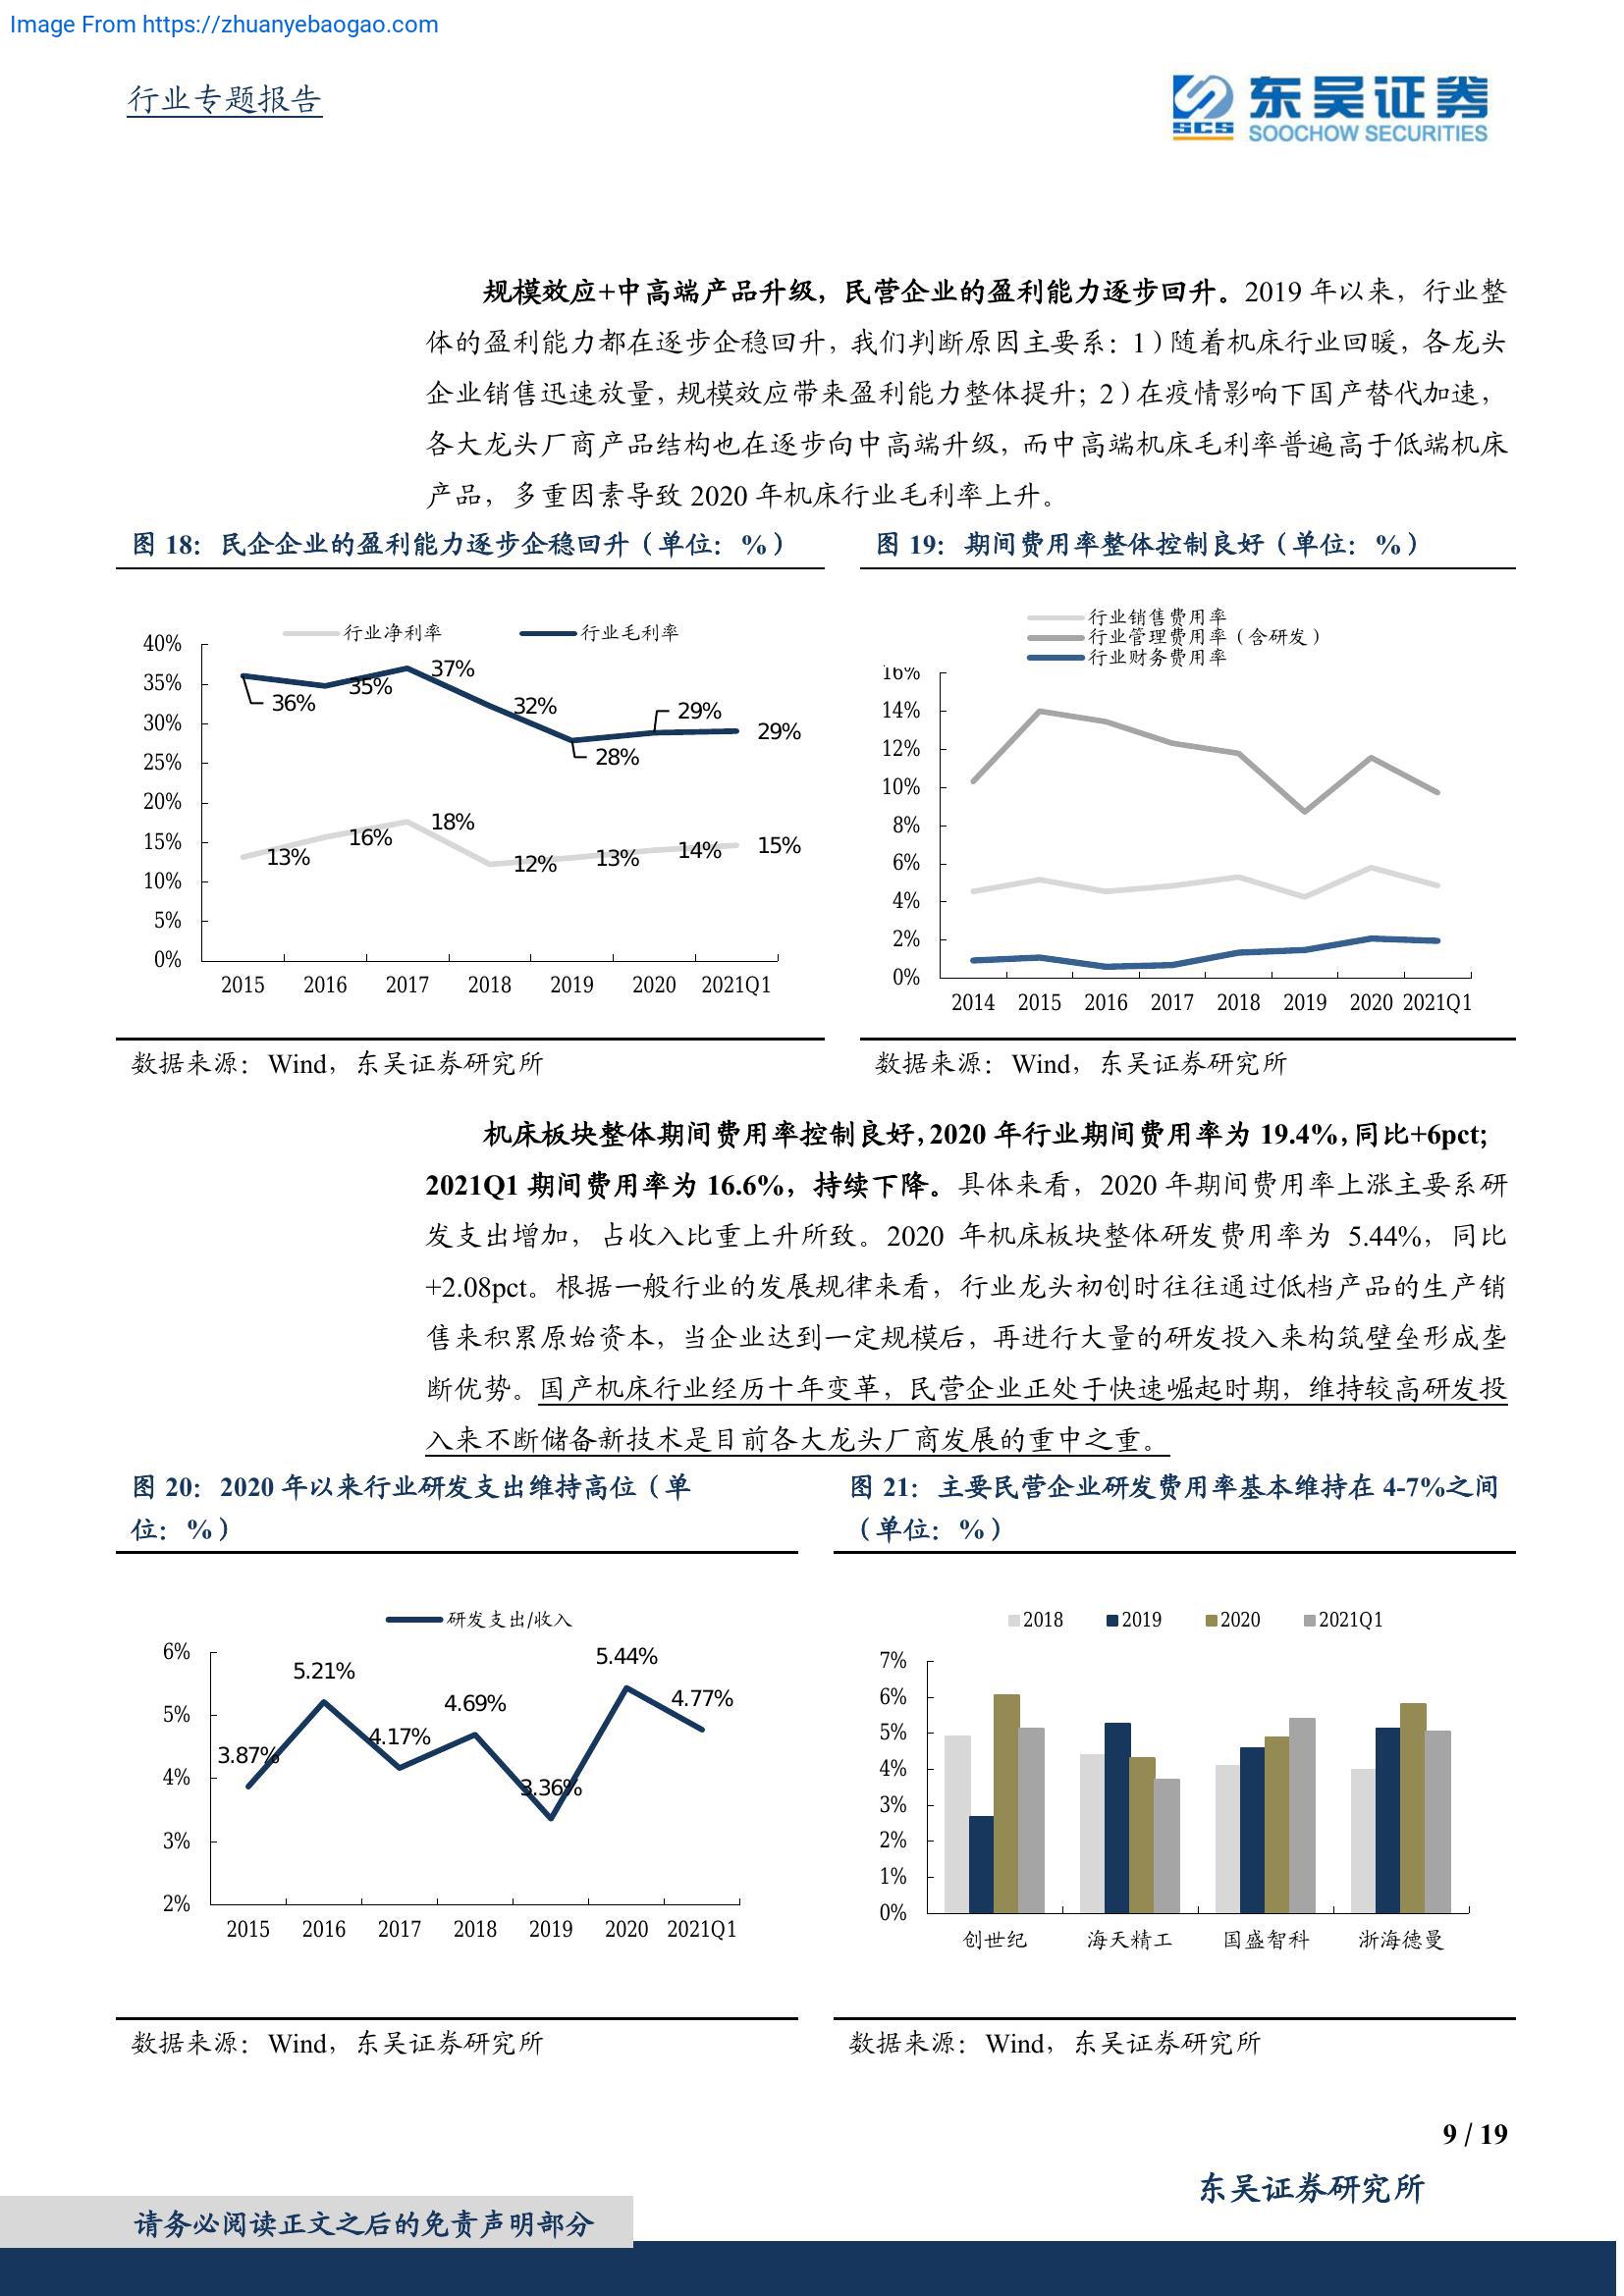 Image From https://zhuanyebaogao.com
行业专题报告
东吴证券
SCS
SOOCHOW SECURITIES
规模效应+中高端产品升级，民营企业的盈利能力逐步回升。2019 年以来，行业整
体的盈利能力都在逐步企稳回升，我们判断原因主要系：1）随着机床行业回暖，各龙头
企业销售迅速放量，规模效应带来盈利能力整体提升；2）在疫情影响下国产替代加速，
各大龙头厂商产品结构也在逐步向中高端升级，而中高端机床毛利率普遍高于低端机床
产品，多重因素导致 2020 年机床行业毛利率上升。
图 18：民企企业的盈利能力逐步企稳回升（单位：%）
行业净利率 行业毛利率
40%
35%
30%
25%
20%
15%
10%
5%
0%
36% 35% 37% 32% 28% 29% 29%
13% 16% 18% 12% 13% 14% 15%
2015 2016 2017 2018 2019 2020 2021Q1
数据来源：Wind，东吴证券研究所
图 19：期间费用率整体控制良好（单位：%）
行业销售费用率
行业管理费用率（含研发）
行业财务费用率
16%
14%
12%
10%
8%
6%
4%
2%
0%
2014 2015 2016 2017 2018 2019 2020 2021Q1
数据来源：Wind，东吴证券研究所
机床板块整体期间费用率控制良好，2020 年行业期间费用率为 19.4%，同比+6pct；
2021Q1 期间费用率为 16.6%，持续下降。具体来看，2020 年期间费用率上涨主要系研
发支出增加，占收入比重上升所致。2020 年机床板块整体研发费用率为 5.44%，同比
+2.08pct。根据一般行业的发展规律来看，行业龙头初创时往往通过低档产品的生产销
售来积累原始资本，当企业达到一定规模后，再进行大量的研发投入来构筑壁垒形成垄
断优势。国产机床行业经历十年变革，民营企业正处于快速崛起时期，维持较高研发投
入来不断储备新技术是目前各大龙头厂商发展的重中之重。
图 20：2020 年以来行业研发支出维持高位（单
位：%）
研发支出/收入
6%
5%
4%
3%
2%
3.87% 5.21% 4.17% 4.69% 3.36% 5.44% 4.77%
2015 2016 2017 2018 2019 2020 2021Q1
数据来源：Wind，东吴证券研究所
图 21：主要民营企业研发费用率基本维持在 4-7%之间
（单位：%）
2018 2019 2020 2021Q1
7%
6%
5%
4%
3%
2%
1%
0%
创世纪 海天精工 国盛智科 浙海德曼
数据来源：Wind，东吴证券研究所
9 / 19
东吴证券研究所
请务必阅读正文之后的免责声明部分